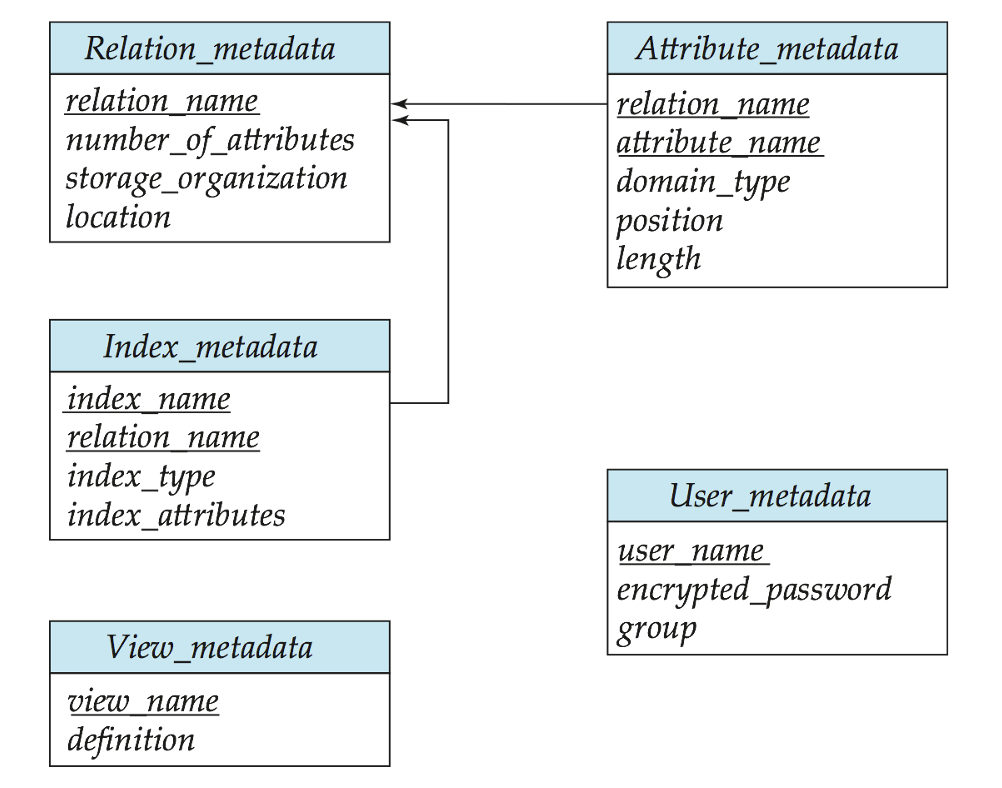 Relation_metadata
relation_name
number_of_attributes
storage_organization
location
Attribute_metadata
relation_name
attribute_name
domain_type
position
length
Index_metadata
index_name
relation_name
index_type
index_attributes
User_metadata
user_name
encrypted_password
group
View_metadata
view_name
definition